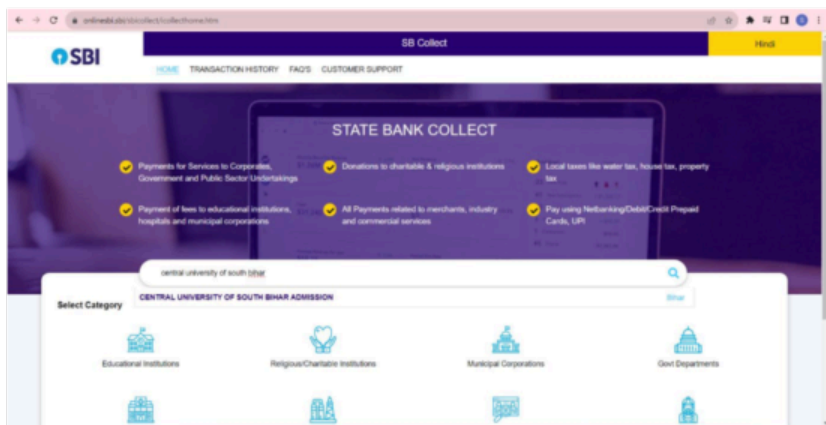 onlinesbi.sbi/sbicollect/collecthome.htm
SBI
SB Collect
Hindi
HOME TRANSACTION HISTORY FAQ'S CUSTOMER SUPPORT
STATE BANK COLLECT
Payments for Services to Corporates,
Government and Public Sector Undertakings
Donations to charitable & religious institutions
Local taxes like water tax, house tax, property
tax
Payment of fees to educational institutions,
hospitals and municipal corporations
All Payments related to merchants, industry
and commercial services
Pay using Netbanking/Debit/Credit Prepaid
Cards, UPI
central university of south bihar
CENTRAL UNIVERSITY OF SOUTH BIHAR ADMISSION
Bihar
Select Category
Educational Institutions
Religious/Charitable Institutions
Municipal Corporations
Govt Departments